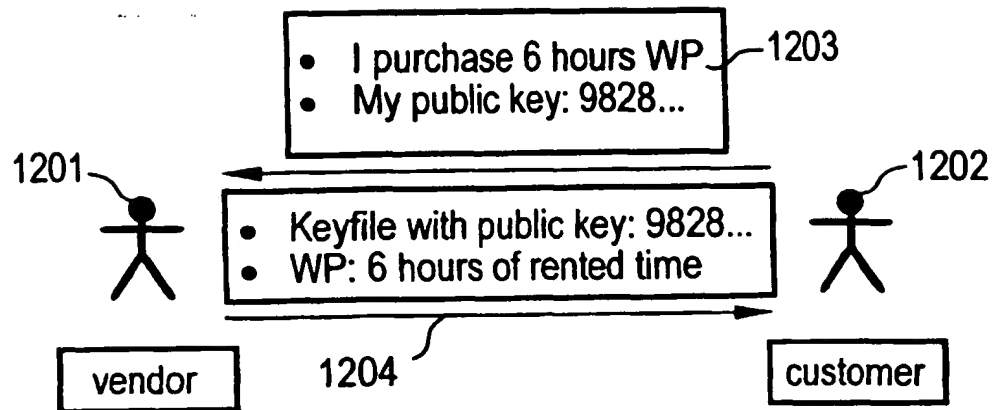 • I purchase 6 hours WP
1203
• My public key: 9828...
1201
1202
• Keyfile with public key: 9828...
• WP: 6 hours of rented time
1204
vendor
customer